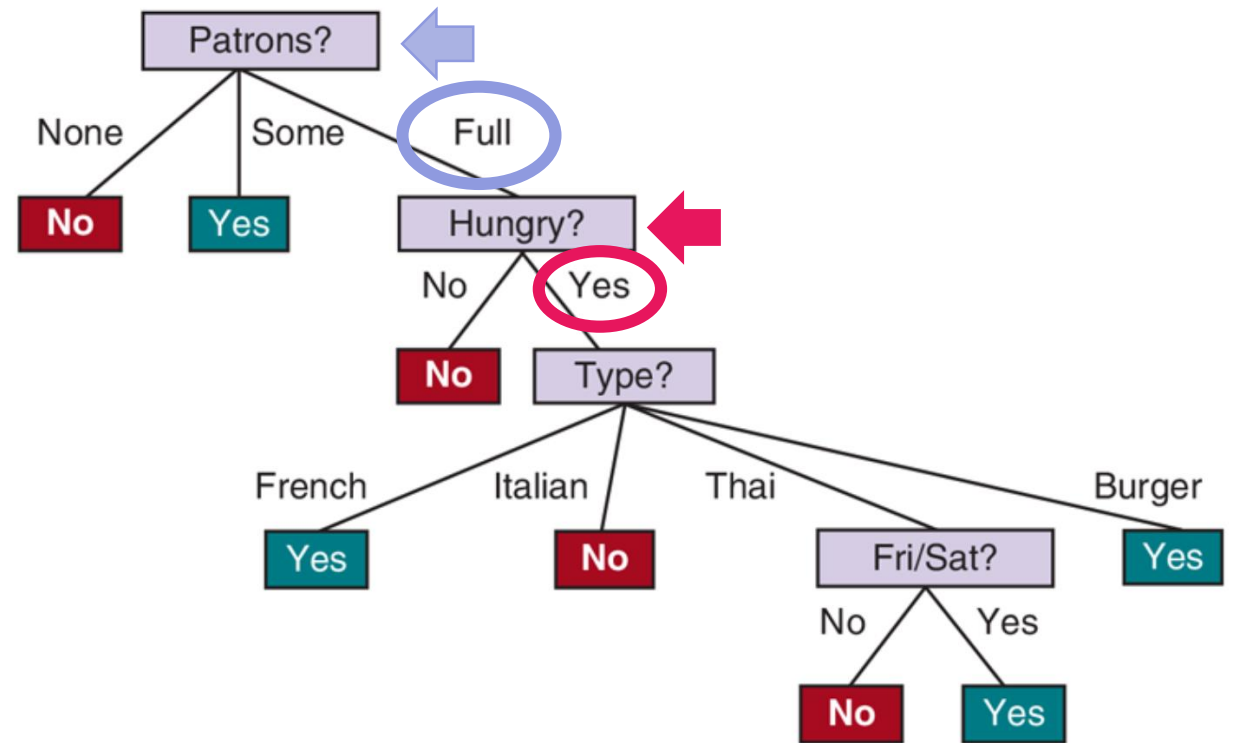 Patrons?
None Some Full
No Yes Hungry?
No Yes
No Type?
French Italian Thai Burger
Yes No Fri/Sat? Yes
No Yes
No Yes